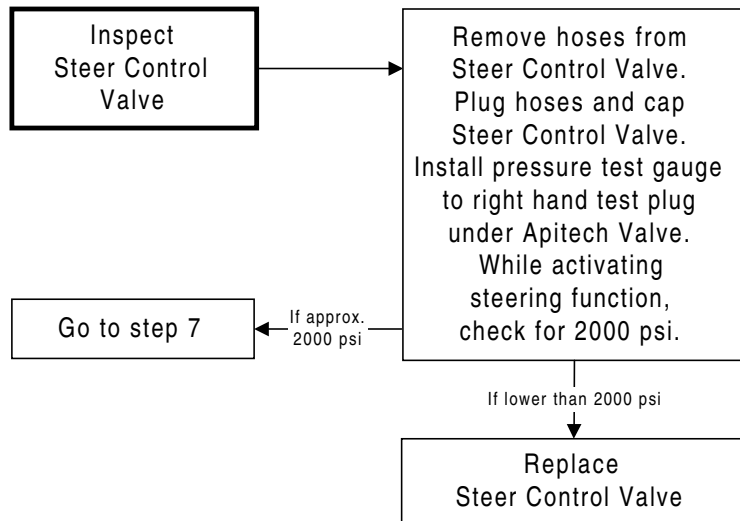 Inspect
Steer Control
Valve
Remove hoses from
Steer Control Valve.
Plug hoses and cap
Steer Control Valve.
Install pressure test gauge
to right hand test plug
under Apitech Valve.
While activating
steering function,
check for 2000 psi.
If approx.
2000 psi
Go to step 7
If lower than 2000 psi
Replace
Steer Control Valve